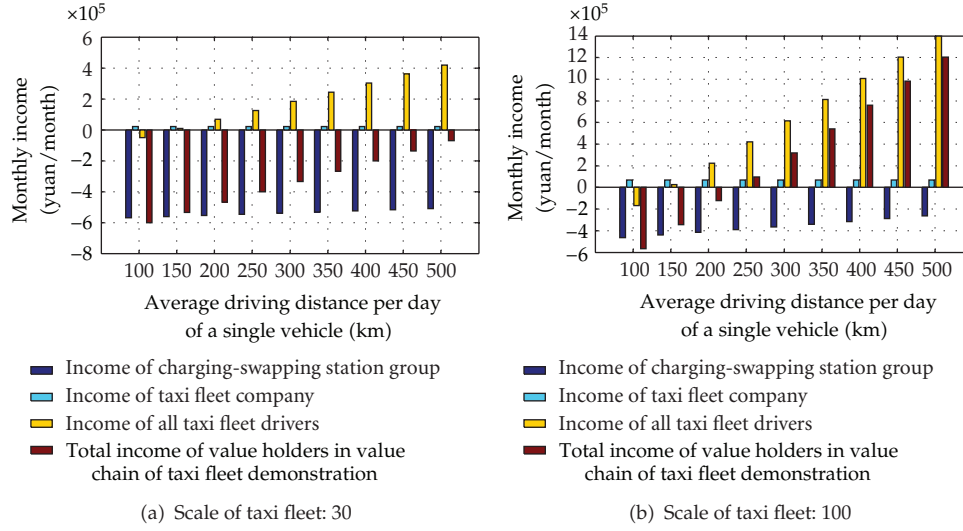 ×10⁵
6
4
2
0
−2
−4
−6
−8
Monthly income
(yuan/month)
100 150 200 250 300 350 400 450 500
Average driving distance per day
of a single vehicle (km)
Income of charging-swapping station group
Income of taxi fleet company
Income of all taxi fleet drivers
Total income of value holders in value
chain of taxi fleet demonstration
(a) Scale of taxi fleet: 30
×10⁵
14
12
10
8
6
4
2
0
−2
−4
6
Monthly income
(yuan/month)
100 150 200 250 300 350 400 450 500
Average driving distance per day
of a single vehicle (km)
Income of charging-swapping station group
Income of taxi fleet company
Income of all taxi fleet drivers
Total income of value holders in value
chain of taxi fleet demonstration
(b) Scale of taxi fleet: 100